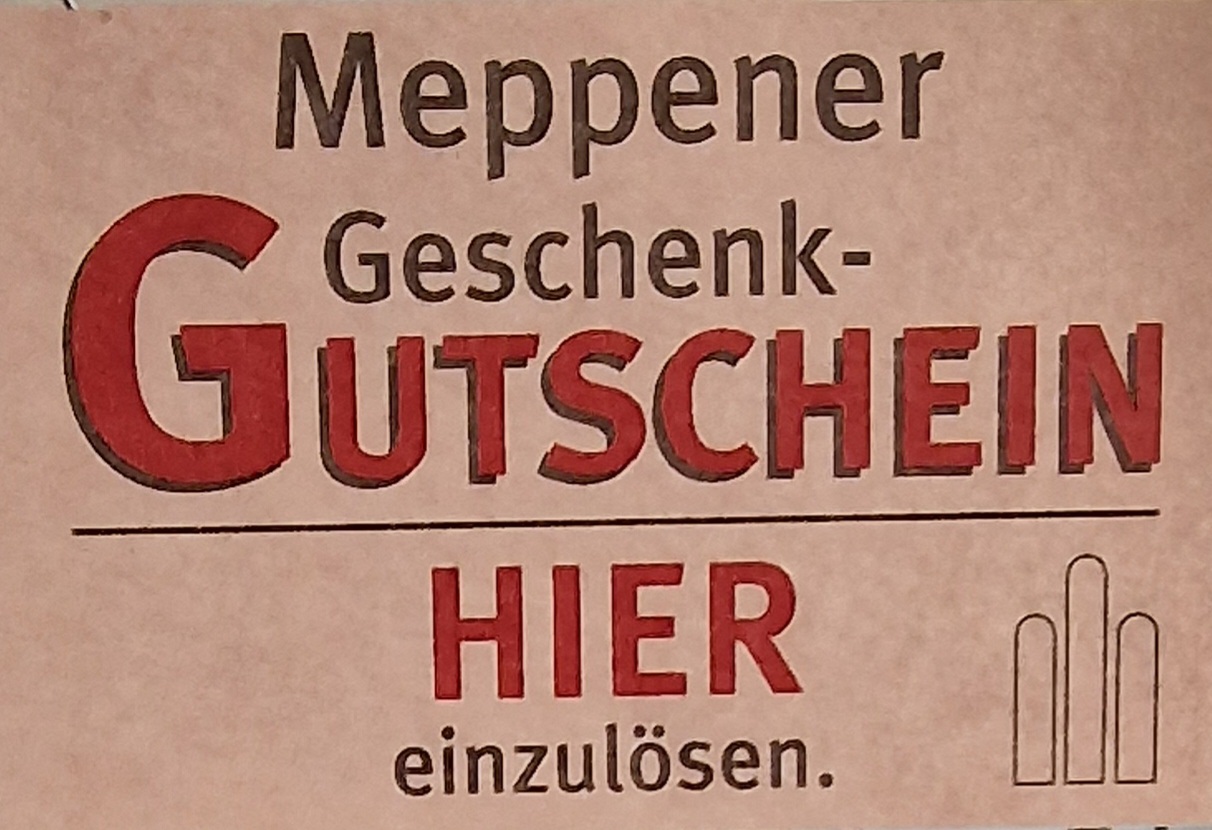 Meppener
Geschenk-
GUTSCHEIN
HIER
einzulösen.